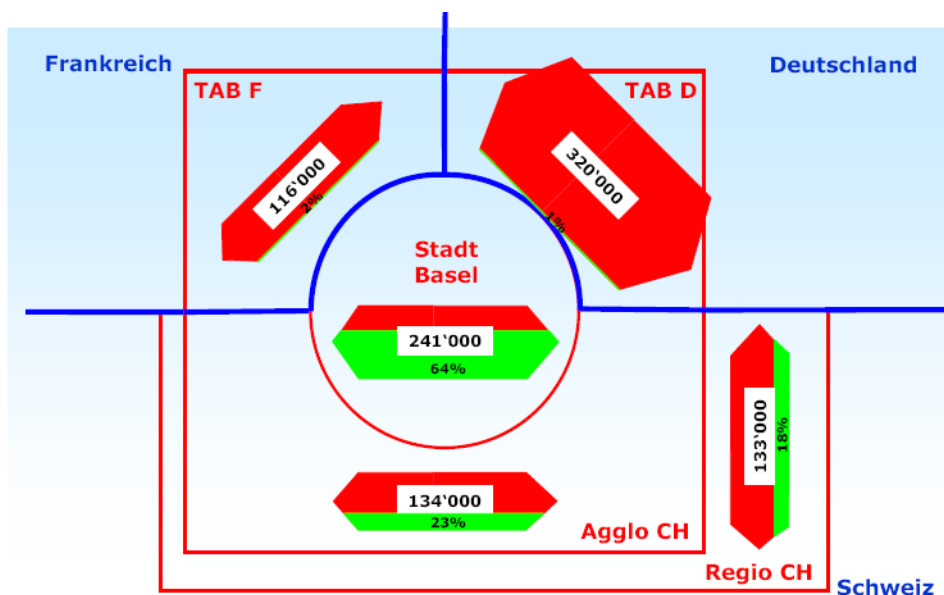 Frankreich
Deutschland
TAB F
TAB D
116‘000
2%
320‘000
1%
Stadt
Basel
241‘000
64%
133‘000
18%
134‘000
23%
Agglo CH
Regio CH
Schweiz